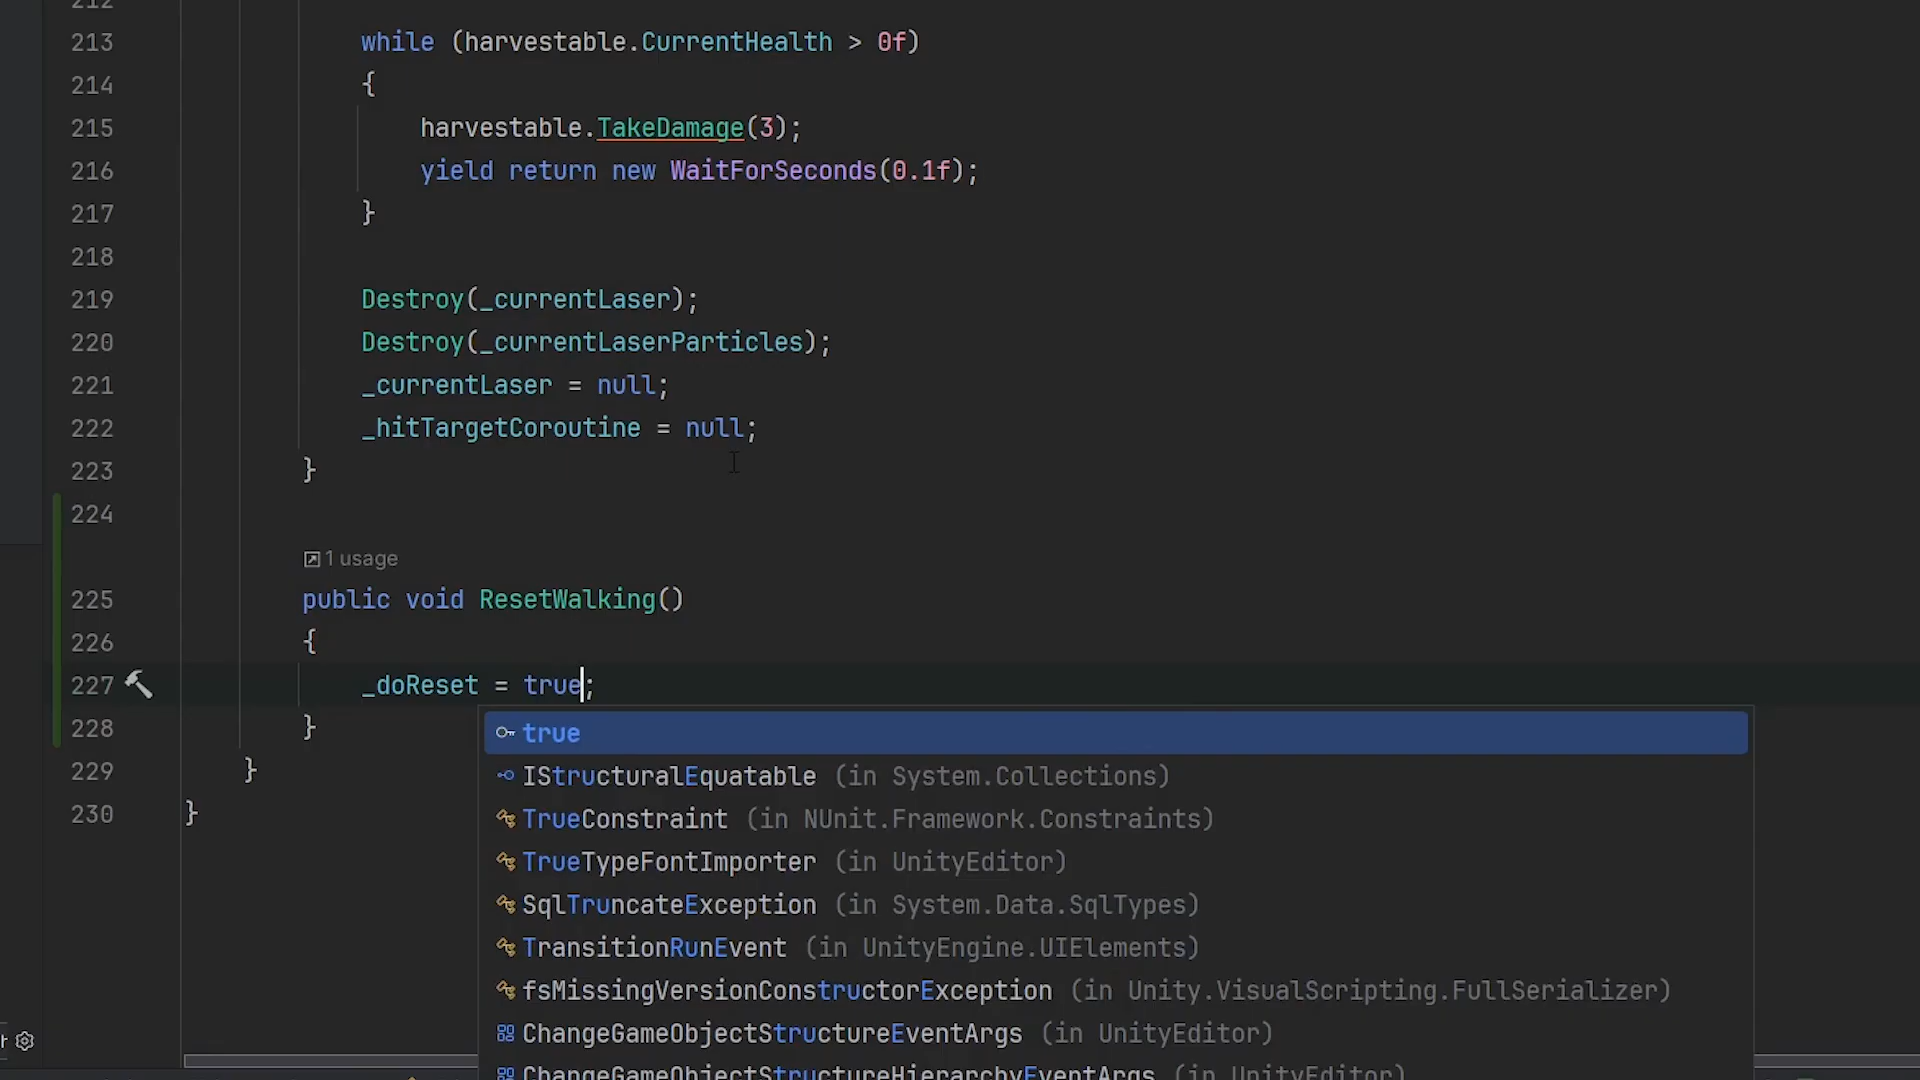 212
213 while (harvestable.CurrentHealth > 0f)
214 {
215 harvestable.TakeDamage(3);
216 yield return new WaitForSeconds(0.1f);
217 }
218
219 Destroy(_currentLaser);
220 Destroy(_currentLaserParticles);
221 _currentLaser = null;
222 _hitTargetCoroutine = null;
223 }
224
1 usage
225 public void ResetWalking()
226 {
227 _doReset = true;
228 }
true
229 }
IStructuralEquatable (in System.Collections)
230 }
TrueConstraint (in NUnit.Framework.Constraints)
TrueTypeFontImporter (in UnityEditor)
SqlTruncateException (in System.Data.SqlTypes)
TransitionRunEvent (in UnityEngine.UIElements)
fsMissingVersionConstructorException (in Unity.VisualScripting.FullSerializer)
ChangeGameObjectStructureEventArgs (in UnityEditor)
ChangeGameObjectStructureHierarchyEventArgs (in UnityEditor)